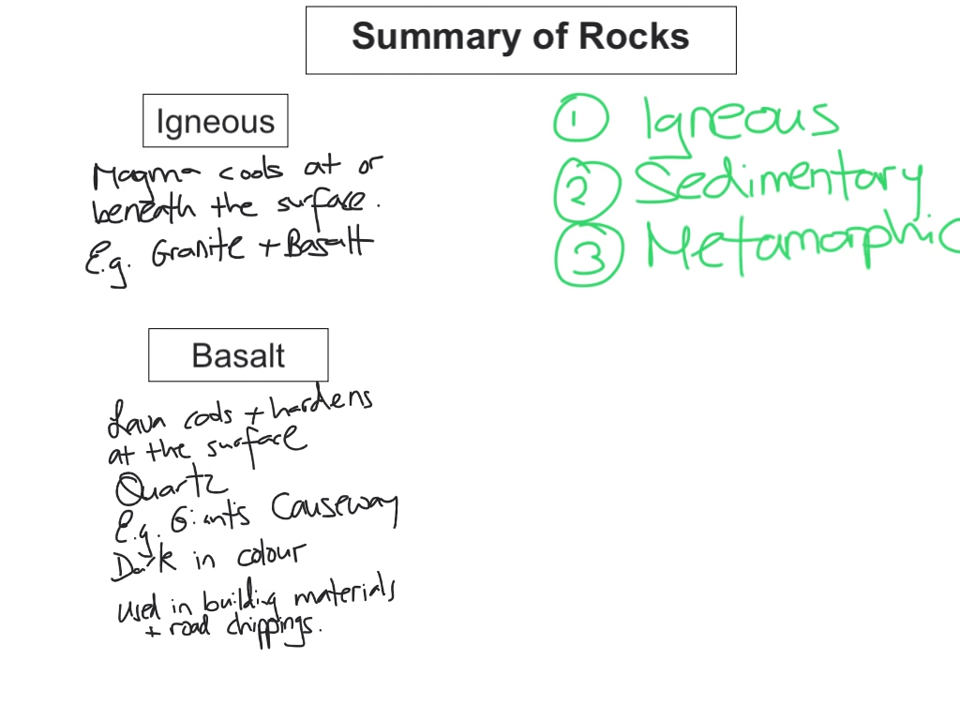 Summary of Rocks
Igneous
Magma cools at or
beneath the surface.
E.g. Granite + Basalt
Basalt
Lava cools + hardens
at the surface
Quartz
E.g. Giant's Causeway
Dark in colour
used in building materials
+ road chippings.
① Igneous
② Sedimentary
③ Metamorphic